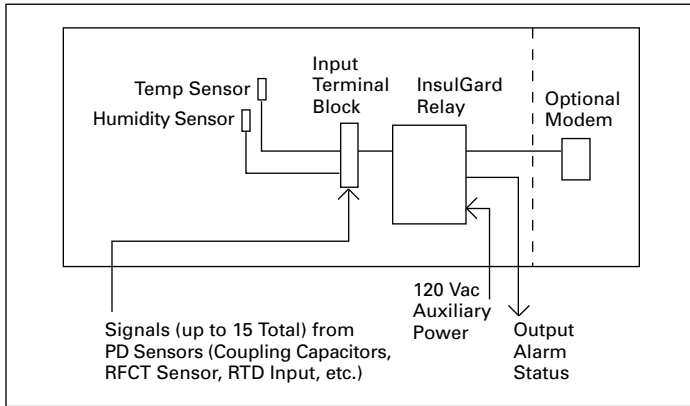 Temp Sensor
Humidity Sensor
Input
Terminal
Block
InsulGard
Relay
Optional
Modem
Signals (up to 15 Total) from
PD Sensors (Coupling Capacitors,
RFCT Sensor, RTD Input, etc.)
120 Vac
Auxiliary
Power
Output
Alarm
Status